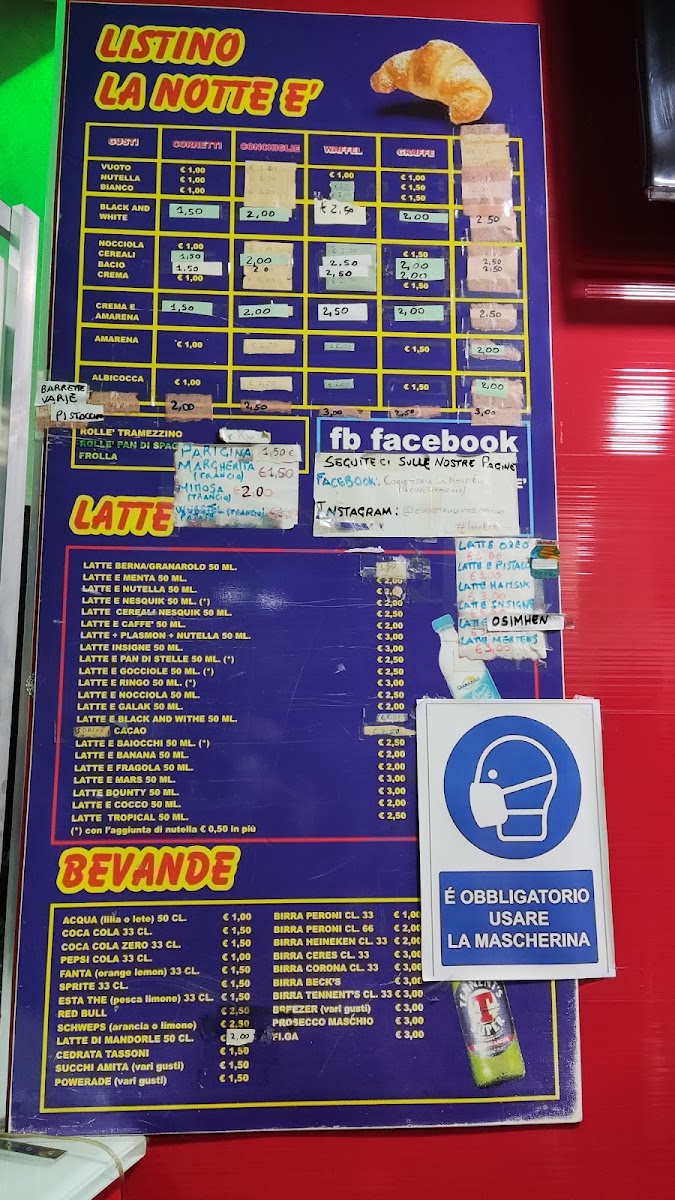 LISTINO
LA NOTTE E'
GUSTI CORNETTI CONCHIGLIE WAFFEL GRAFFE
VUOTO € 1,00 € 1,00 € 1,00
NUTELLA € 1,00 € 1,50
BIANCO € 1,00 € 1,50
BLACK AND WHITE 1,50 2,00 € 2,50 2,00 2.50
NOCCIOLA € 1,00 € 1,50
CEREALI 1.50 2,00 2.50 2,00 2,50
BACIO 1.50 2,50 2,00 2.50
CREMA € 1,00 € 1,50
CREMA E AMARENA 1,50 2,00 2,50 2,00 2.50
AMARENA € 1,00 € 1,50 2,00
ALBICOCCA € 1,00 € 1,50 2,00
BARRETTE
VARIE
PISTACCHIO 2,00 2,50 3,00 2,50 3,00
ROLLE' TRAMEZZINO
ROLLE' PAN DI SPAG
FROLLA
PARIGINA 1,50 €
MARGHERITA €1,50
(TRANCIO)
MIMOSA 2.00
(TRANCIO)
fb facebook
SEGUITECI SULLE NOSTRE PAGINE
FACEBOOK:
INSTAGRAM:
LATTE
LATTE BERNA/GRANAROLO 50 ML.
LATTE E MENTA 50 ML. € 2,00
LATTE E NUTELLA 50 ML.
LATTE E NESQUIK 50 ML. (*) € 2,00
LATTE CEREALI NESQUIK 50 ML. € 2,50
LATTE E CAFFE' 50 ML. € 2,00
LATTE + PLASMON + NUTELLA 50 ML. € 3,00
LATTE INSIGNE 50 ML. € 3,00
LATTE E PAN DI STELLE 50 ML. (*) € 2,50
LATTE E GOCCIOLE 50 ML. (*) € 2,50
LATTE E RINGO 50 ML. (*) € 3,00
LATTE E NOCCIOLA 50 ML. € 2,50
LATTE E GALAK 50 ML. € 2,00
LATTE E BLACK AND WITHE 50 ML.
CACAO
LATTE E BAIOCCHI 50 ML. (*) € 2,50
LATTE E BANANA 50 ML. € 2,00
LATTE E FRAGOLA 50 ML. € 2,00
LATTE E MARS 50 ML. € 3,00
LATTE BOUNTY 50 ML. € 3,00
LATTE E COCCO 50 ML. € 2,00
LATTE TROPICAL 50 ML. € 2,50
(*) con l'aggiunta di nutella € 0,50 in più
LATTE OREO
€3,00
LATTE E PISTAC
€3,00
LATTE HAMSIK
€3,00
LATTE INSIGNE
LATTE OSIMHEN
LATTE MERTENS
€3,00
BEVANDE
ACQUA (lilia o lete) 50 CL. € 1,00
COCA COLA 33 CL. € 1,50
COCA COLA ZERO 33 CL. € 1,50
PEPSI COLA 33 CL. € 1,00
FANTA (orange lemon) 33 CL. € 1,50
SPRITE 33 CL. € 1,50
ESTA THE (pesca limone) 33 CL. € 1,50
RED BULL € 2,50
SCHWEPS (arancia o limone) € 2,50
LATTE DI MANDORLE 50 CL. 2,00
CEDRATA TASSONI € 1,50
SUCCHI AMITA (vari gusti) € 1,50
POWERADE (vari gusti) € 1,50
BIRRA PERONI CL. 33 € 1,00
BIRRA PERONI CL. 66 € 2,00
BIRRA HEINEKEN CL. 33 € 2,00
BIRRA CERES CL. 33 € 3,00
BIRRA CORONA CL. 33 € 3,00
BIRRA BECK'S € 3,00
BIRRA TENNENT'S CL. 33 € 3,00
BREEZER (vari gusti) € 3,00
PROSECCO MASCHIO € 3,00
FI.GA € 3,00
É OBBLIGATORIO
USARE
LA MASCHERINA